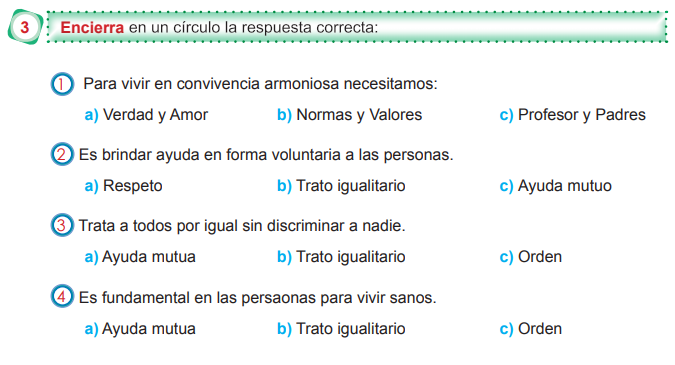 3 Encierra en un círculo la respuesta correcta:
1 Para vivir en convivencia armoniosa necesitamos:
a) Verdad y Amor b) Normas y Valores c) Profesor y Padres
2 Es brindar ayuda en forma voluntaria a las personas.
a) Respeto b) Trato igualitario c) Ayuda mutuo
3 Trata a todos por igual sin discriminar a nadie.
a) Ayuda mutua b) Trato igualitario c) Orden
4 Es fundamental en las persaonas para vivir sanos.
a) Ayuda mutua b) Trato igualitario c) Orden